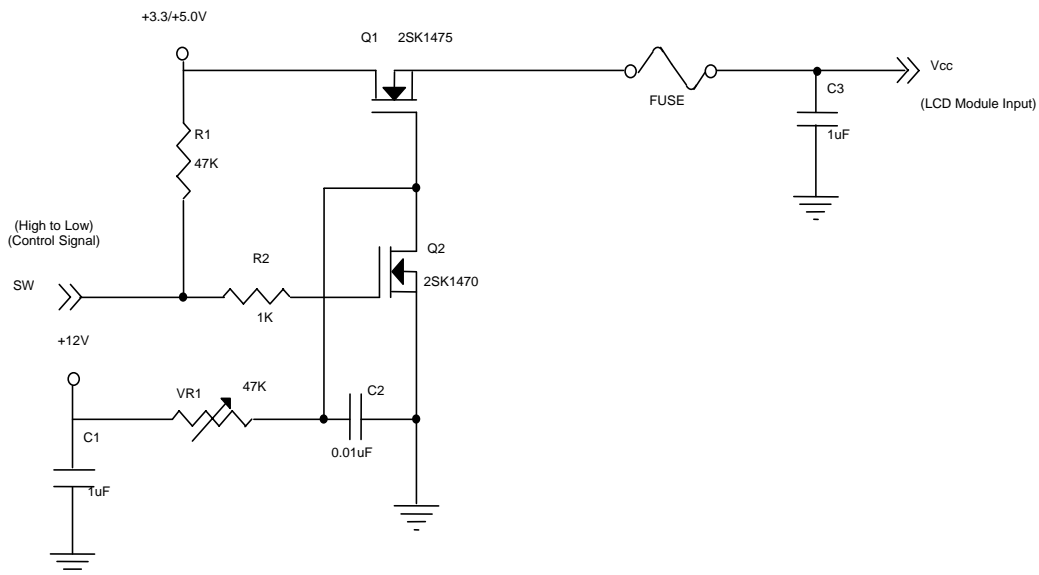 +3.3/+5.0V
Q1 2SK1475
Vcc
FUSE
C3
(LCD Module Input)
1uF
R1
47K
(High to Low)
(Control Signal)
Q2
R2
2SK1470
SW
1K
+12V
VR1
47K
C2
C1
0.01uF
1uF